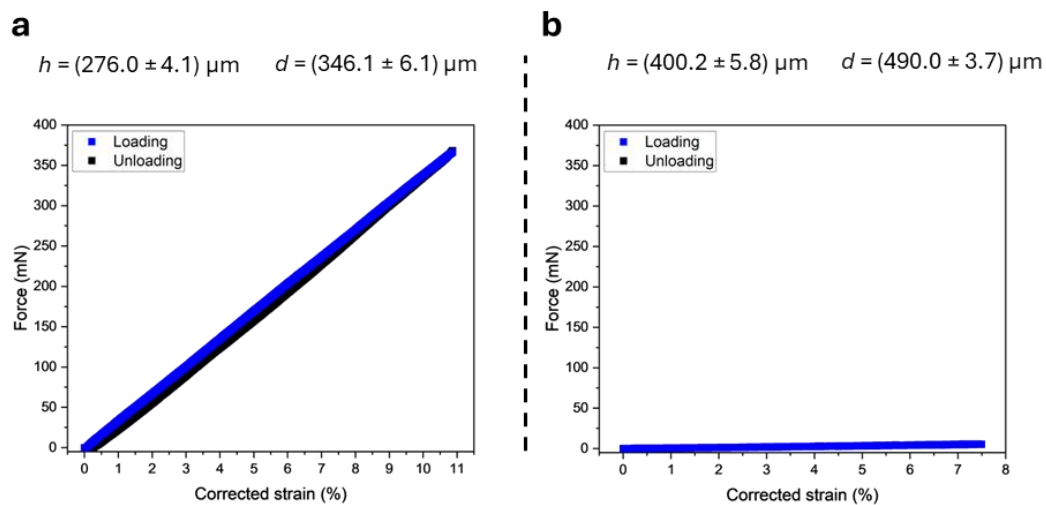 a
h = (276.0 ± 4.1) μm d = (346.1 ± 6.1) μm
400
350
300
250
200
150
100
50
0
Force (mN)
Loading
Unloading
0 1 2 3 4 5 6 7 8 9 10 11
Corrected strain (%)
b
h = (400.2 ± 5.8) μm d = (490.0 ± 3.7) μm
400
350
300
250
200
150
100
50
0
Force (mN)
Loading
Unloading
0 1 2 3 4 5 6 7 8
Corrected strain (%)